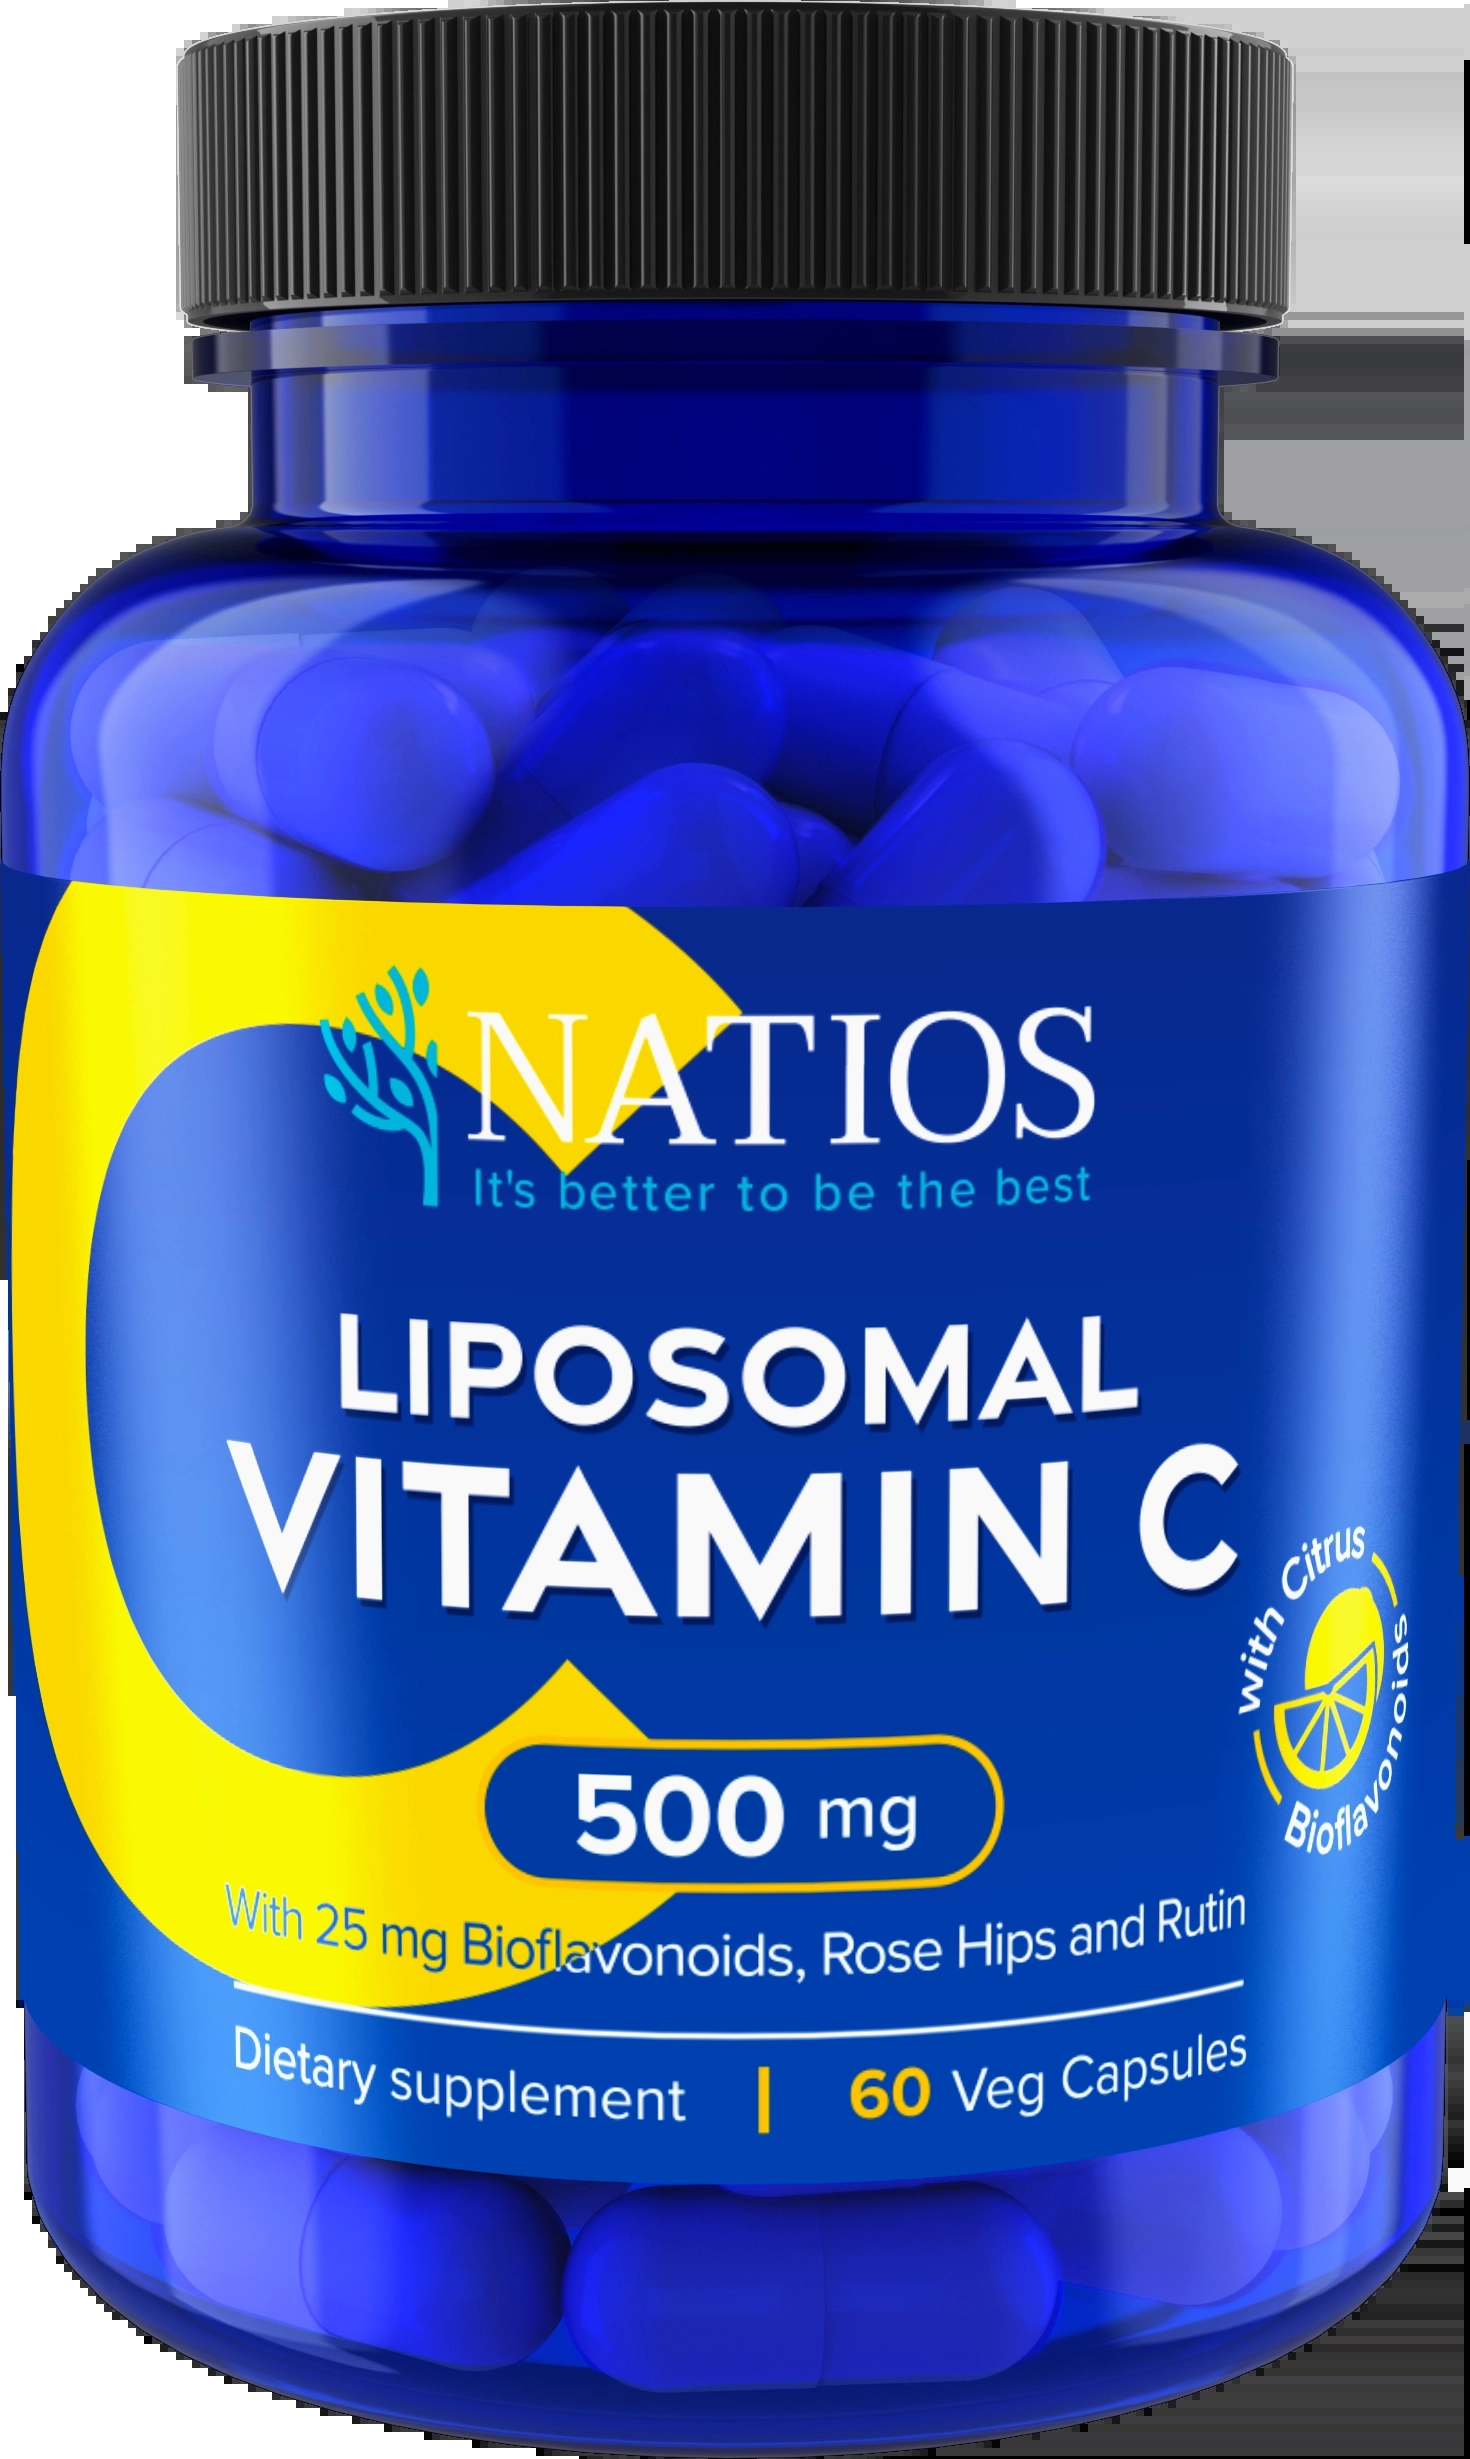 NATIOS
It's better to be the best
LIPOSOMAL
VITAMIN C
with Citrus
Bioflavonoids
500 mg
With 25 mg Bioflavonoids, Rose Hips and Rutin
Dietary supplement | 60 Veg Capsules